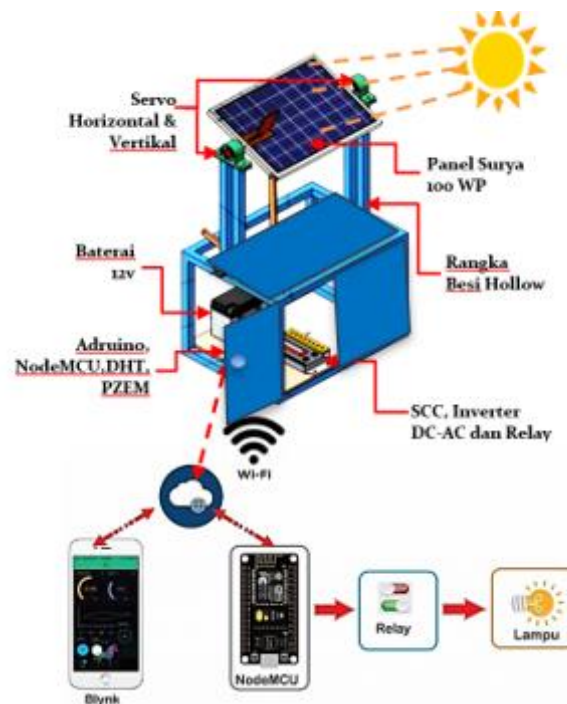 Servo
Horizontal &
Vertikal
Panel Surya
100 WP
Baterai
12v
Rangka
Besi Hollow
Adruino,
NodeMCU,DHT,
PZEM
SCC, Inverter
DC-AC dan Relay
Wi-Fi
Blynk
NodeMCU
Relay
Lampu